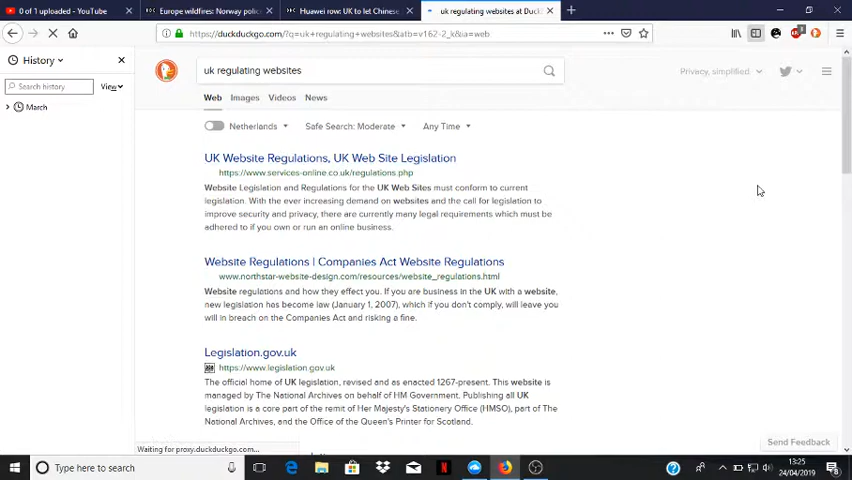 0 of 1 upload - YouTube
Europe wildfires: Norway polic
Huawei row: UK to let Chinese
uk regulating websites at Duck
https://duckduckgo.com/?q=uk+regulating+websites&atb=v162-2_k&ia=web
History
Search history
View
March
uk regulating websites
Privacy, simplified.
Web Images Videos News
Netherlands Safe Search: Moderate Any Time
UK Website Regulations, UK Web Site Legislation
https://www.services-online.co.uk/regulations.php
Website Legislation and Regulations for the UK Web Sites must conform to current
legislation. With the ever increasing demand on websites and the call for legislation to
improve security and privacy, there are currently many legal requirements which must be
adhered to if you own or run an online business.
Website Regulations | Companies Act Website Regulations
www.northstar-website-design.com/resources/website_regulations.html
Website regulations and how they effect you. If you are business in the UK with a website,
new legislation has become law (January 1, 2007), which if you don't comply, will leave you
will in breach on the Companies Act and risking a fine.
Legislation.gov.uk
https://www.legislation.gov.uk
The official home of UK legislation, revised and as enacted 1267-present. This website is
managed by The National Archives on behalf of HM Government. Publishing all UK
legislation is a core part of the remit of Her Majesty's Stationery Office (HMSO), part of The
National Archives, and the Office of the Queen's Printer for Scotland.
Waiting for proxy.duckduckgo.com...
Send Feedback
Type here to search
13:25
24/04/2019